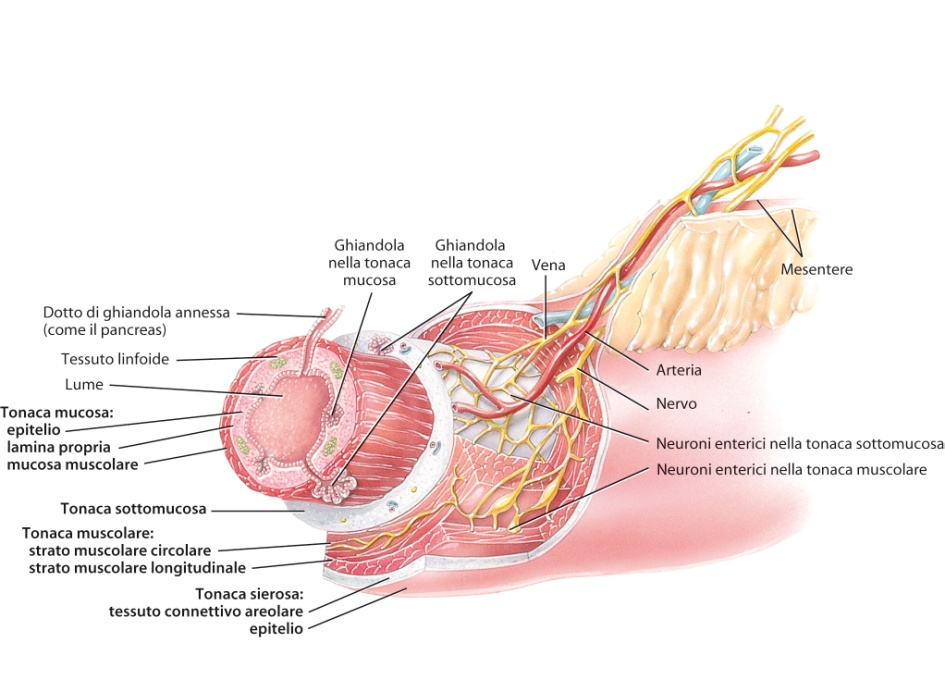 Ghiandola
nella tonaca
mucosa
Ghiandola
nella tonaca
sottomucosa
Vena
Mesentere
Dotto di ghiandola annessa
(come il pancreas)
Tessuto linfoide
Lume
Tonaca mucosa:
epitelio
lamina propria
mucosa muscolare
Arteria
Nervo
Neuroni enterici nella tonaca sottomucosa
Neuroni enterici nella tonaca muscolare
Tonaca sottomucosa
Tonaca muscolare:
strato muscolare circolare
strato muscolare longitudinale
Tonaca sierosa:
tessuto connettivo areolare
epitelio